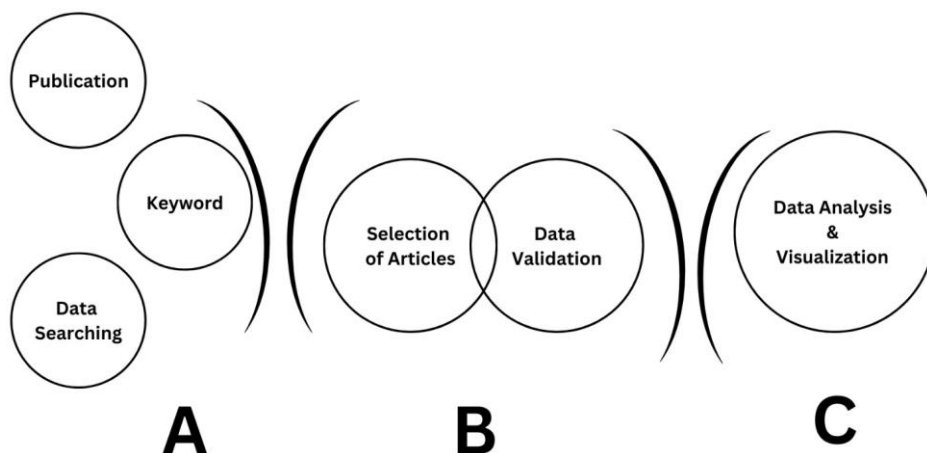 Publication
Keyword
Data
Searching
A
Selection
of Articles
Data
Validation
B
Data Analysis
&
Visualization
C